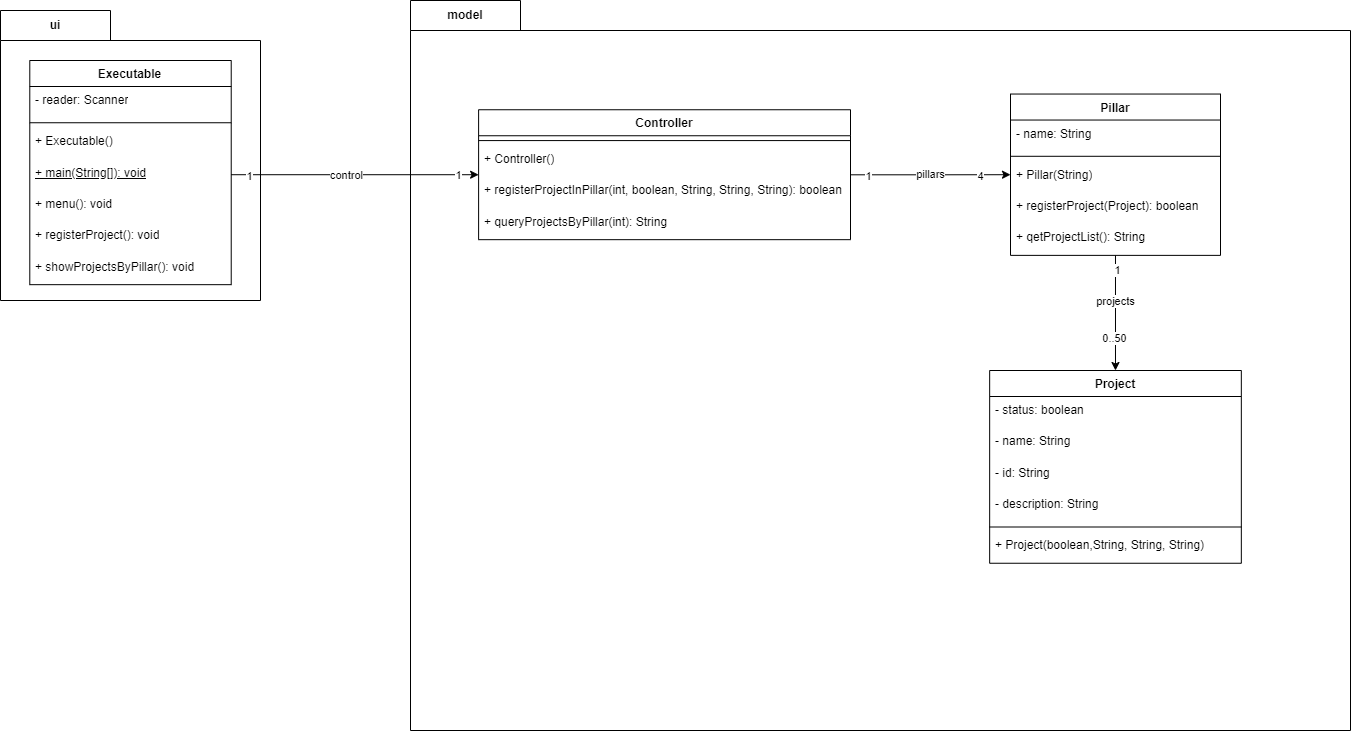 ui
Executable
- reader: Scanner
+ Executable()
+ main(String[]): void
+ menu(): void
+ registerProject(): void
+ showProjectsByPillar(): void
1
control
1
model
Controller
+ Controller()
+ registerProjectInPillar(int, boolean, String, String, String): boolean
+ queryProjectsByPillar(int): String
1
pillars
4
Pillar
- name: String
+ Pillar(String)
+ registerProject(Project): boolean
+ qetProjectList(): String
1
projects
0..50
Project
- status: boolean
- name: String
- id: String
- description: String
+ Project(boolean,String, String, String)